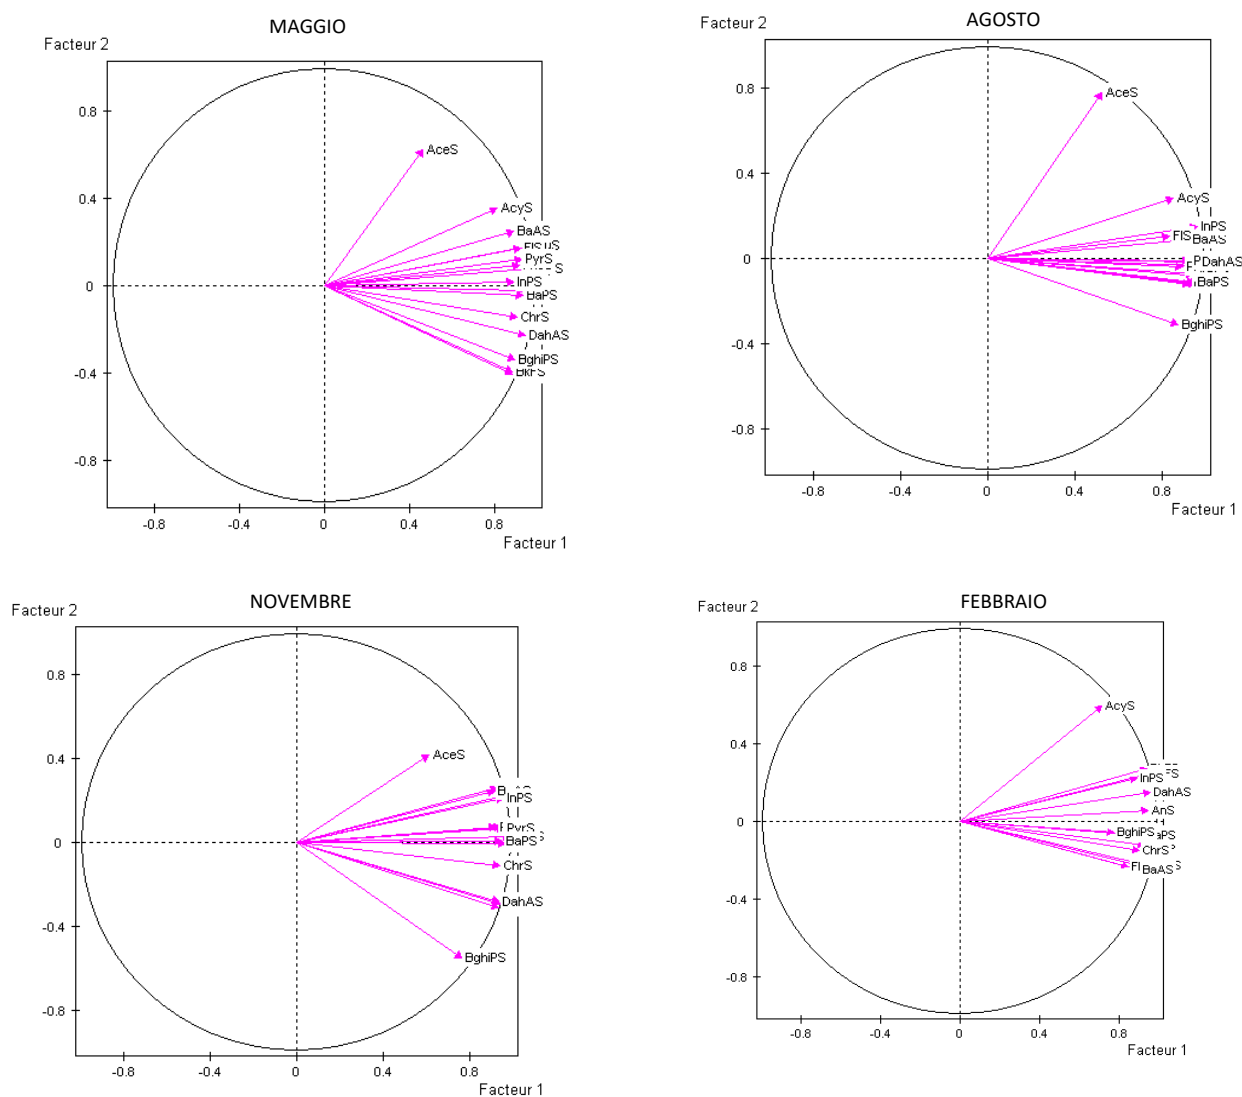 MAGGIO
Facteur 2
0.8
AceS
0.4
AcyS
BaAS
PyrS
InPS
0
BaPS
ChrS
DahAS
BghiPS
-0.4
-0.8
-0.8 -0.4 0 0.4 0.8
Facteur 1
AGOSTO
Facteur 2
0.8
AceS
0.4
AcyS
InPS
FlS
BaAS
0
DahAS
BaPS
BghiPS
-0.4
-0.8
-0.8 -0.4 0 0.4 0.8
Facteur 1
NOVEMBRE
Facteur 2
0.8
0.4
AceS
InPS
PyrS
0
BaPS
ChrS
DahAS
-0.4
BghiPS
-0.8
-0.8 -0.4 0 0.4 0.8
Facteur 1
FEBBRAIO
Facteur 2
0.8
AcyS
0.4
InPS
DahAS
AnS
0
BghiPS
ChrS
BaAS
-0.4
-0.8
-0.8 -0.4 0 0.4 0.8
Facteur 1